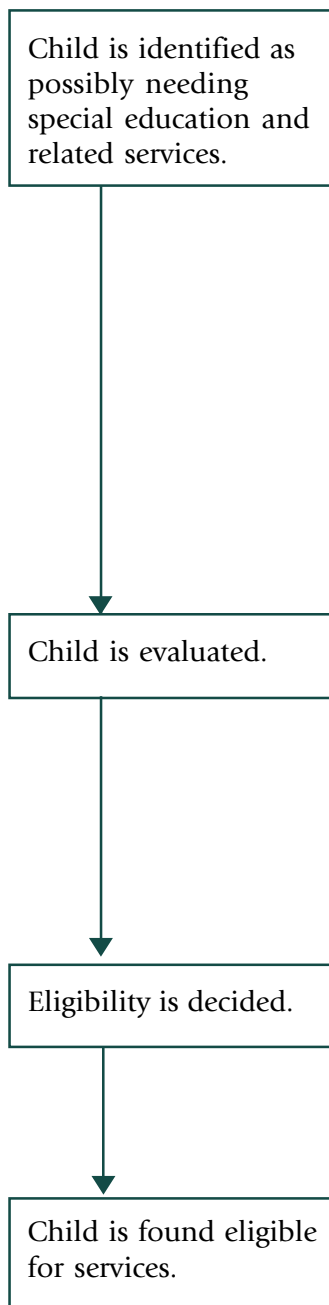 Child is identified as
possibly needing
special education and
related services.
Child is evaluated.
Eligibility is decided.
Child is found eligible
for services.